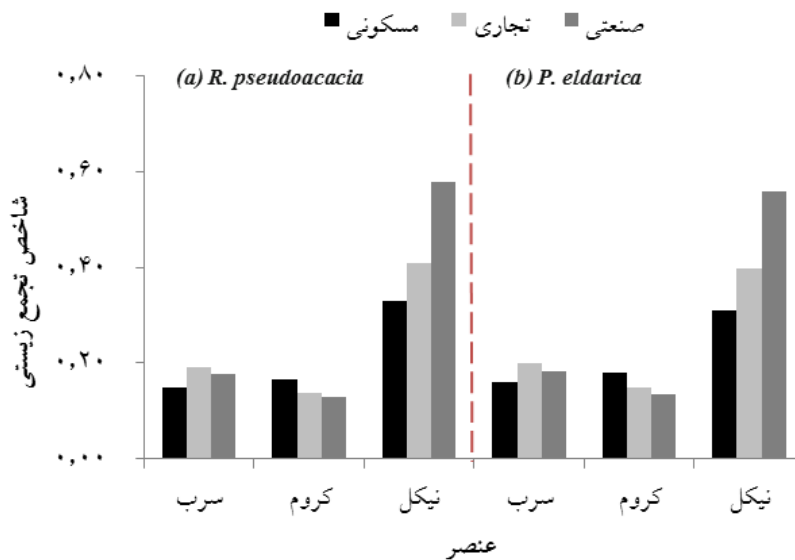 مسکونی تجاری صنعتی
(a) R. pseudoacacia (b) P. eldarica
۰٫۸۰
۰٫۶۰
۰٫۴۰
۰٫۲۰
۰٫۰۰
شاخص تجمع زیستی
سرب کروم نیکل سرب کروم نیکل
عنصر